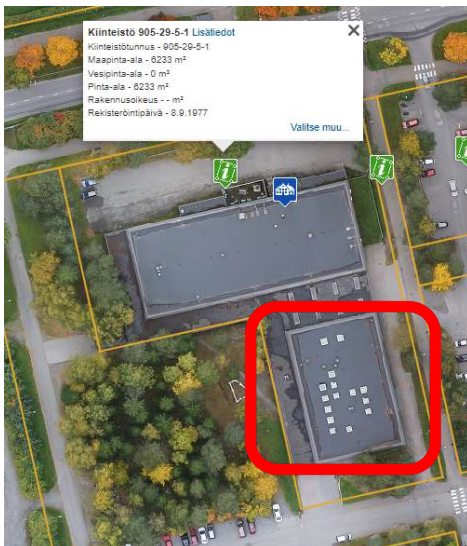 Kiinteistö 905-29-5-1 Lisätiedot
Kiinteistötunnus - 905-29-5-1
Maapinta-ala - 6233 m²
Vesipinta-ala - 0 m²
Pinta-ala - 6233 m²
Rakennusoikeus - - m²
Rekisteröintipäivä - 8.9.1977
Valitse muu...
i
i
i